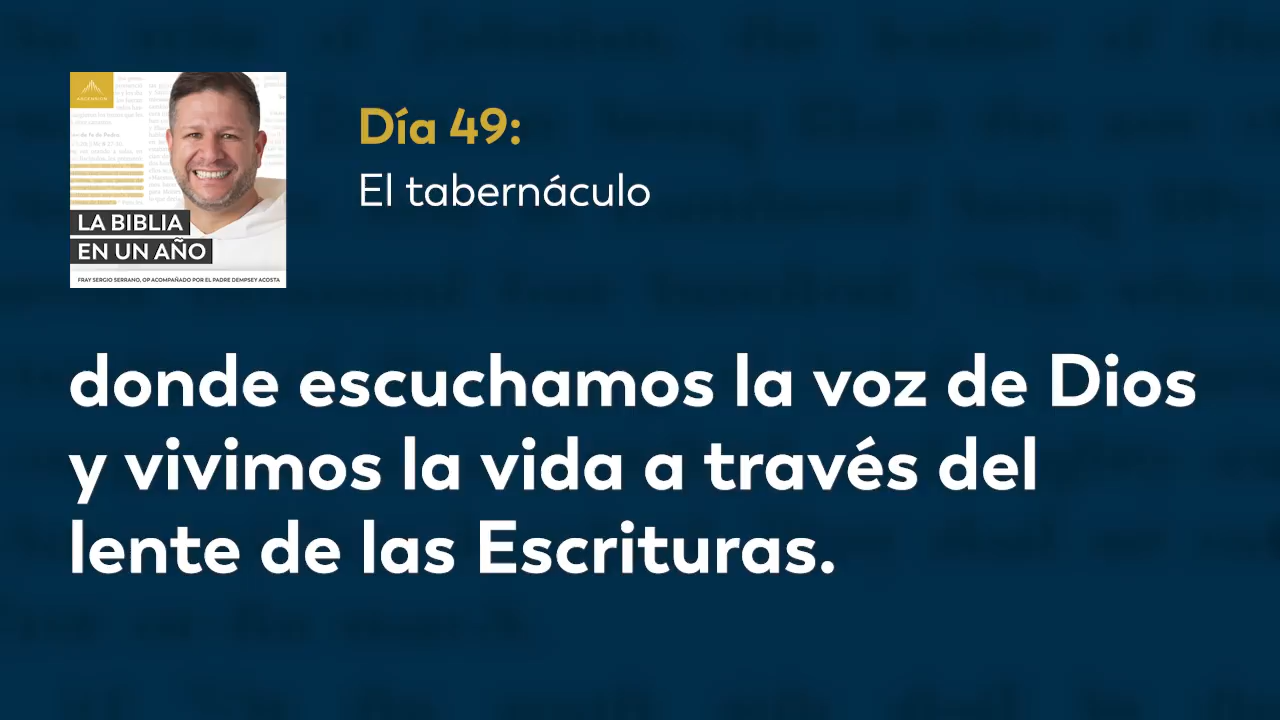 Día 49:
El tabernáculo
ASCENSION
LA BIBLIA
EN UN AÑO
FRAY SERGIO SERRANO, OP ACOMPAÑADO POR EL PADRE DEMPSEY ACOSTA
donde escuchamos la voz de Dios
y vivimos la vida a través del
lente de las Escrituras.